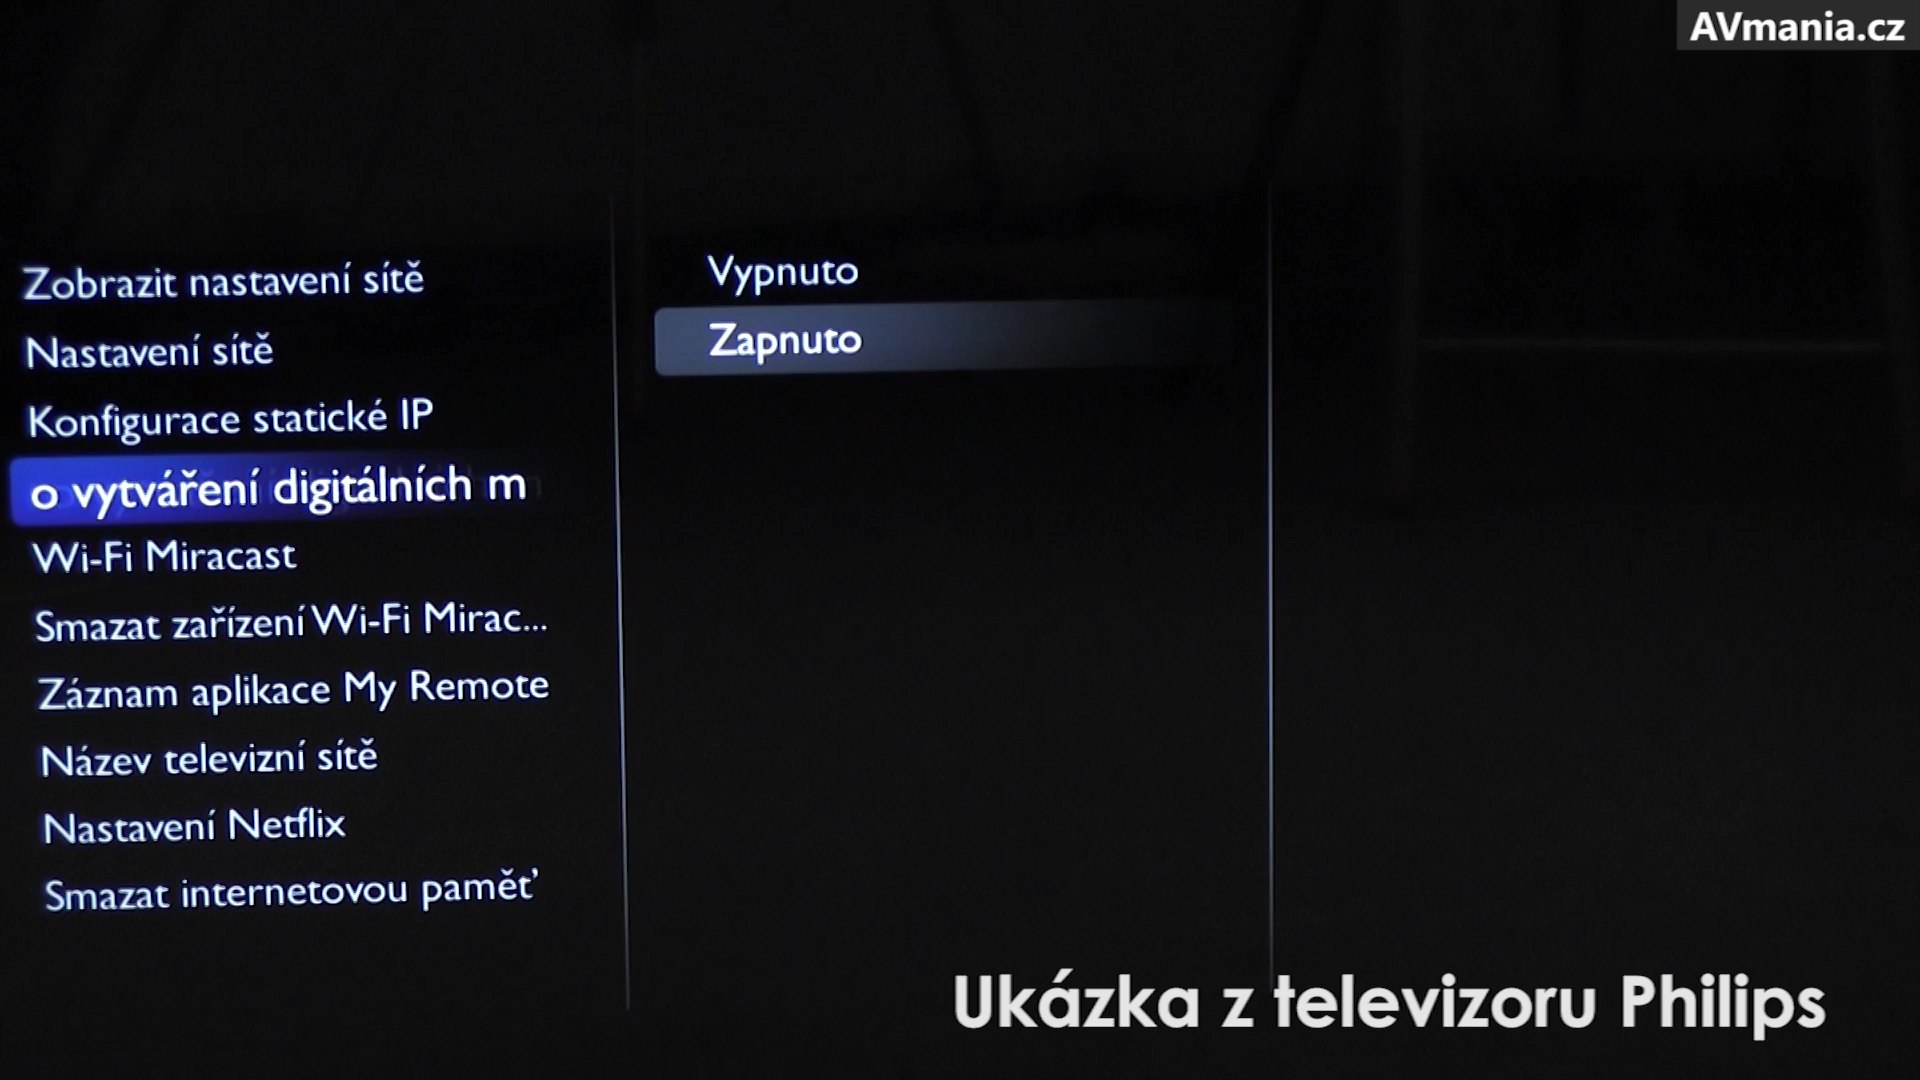 AVmania.cz
Zobrazit nastavení sítě
Nastavení sítě
Konfigurace statické IP
o vytváření digitálních m
Wi-Fi Miracast
Smazat zařízení Wi-Fi Mirac...
Záznam aplikace My Remote
Název televizní sítě
Nastavení Netflix
Smazat internetovou paměť
Vypnuto
Zapnuto
Ukázka z televizoru Philips